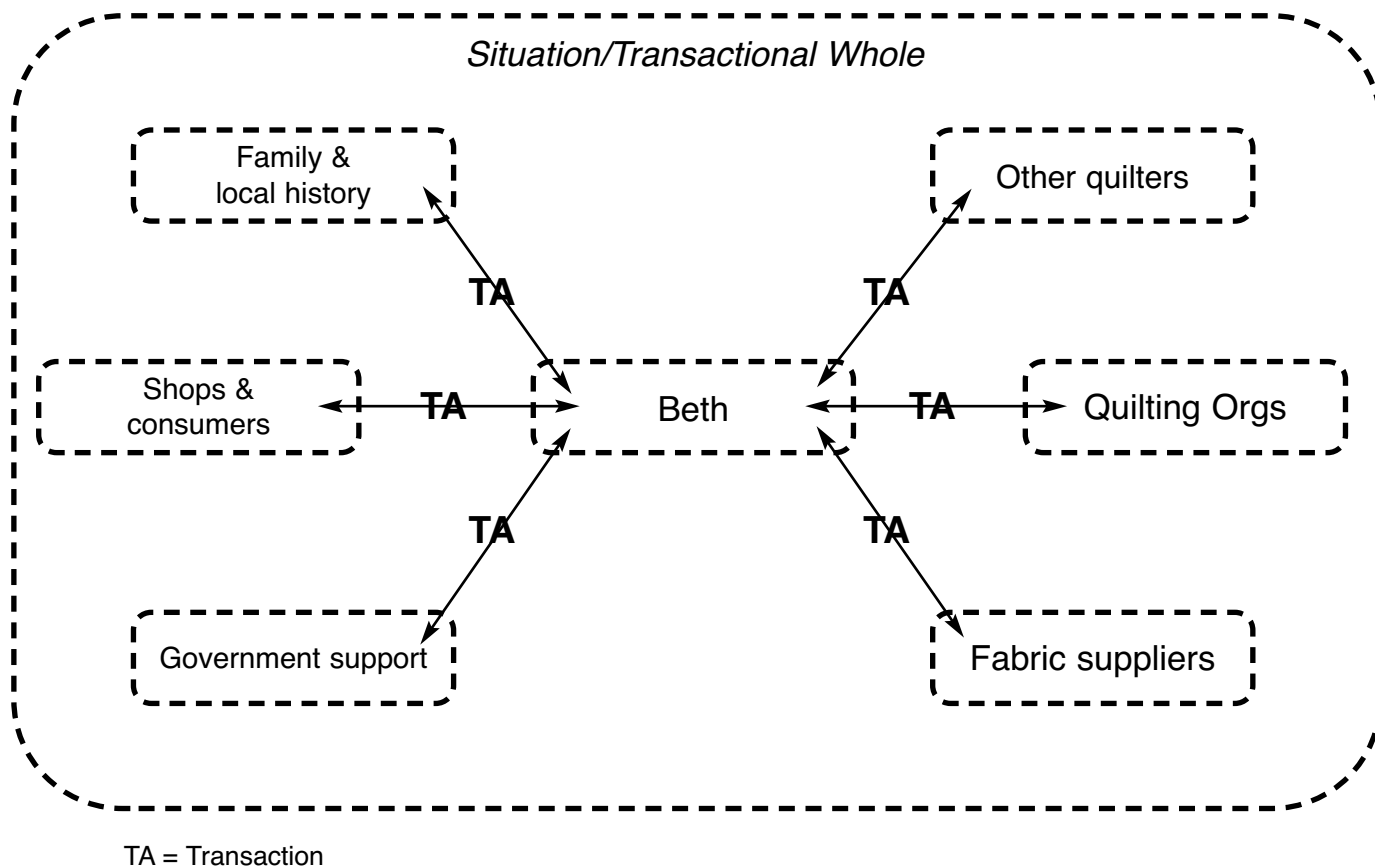 Situation/Transactional Whole
Family &
local history
Other quilters
TA
TA
Shops &
consumers
TA
Beth
TA
Quilting Orgs
TA
TA
Government support
Fabric suppliers
TA = Transaction